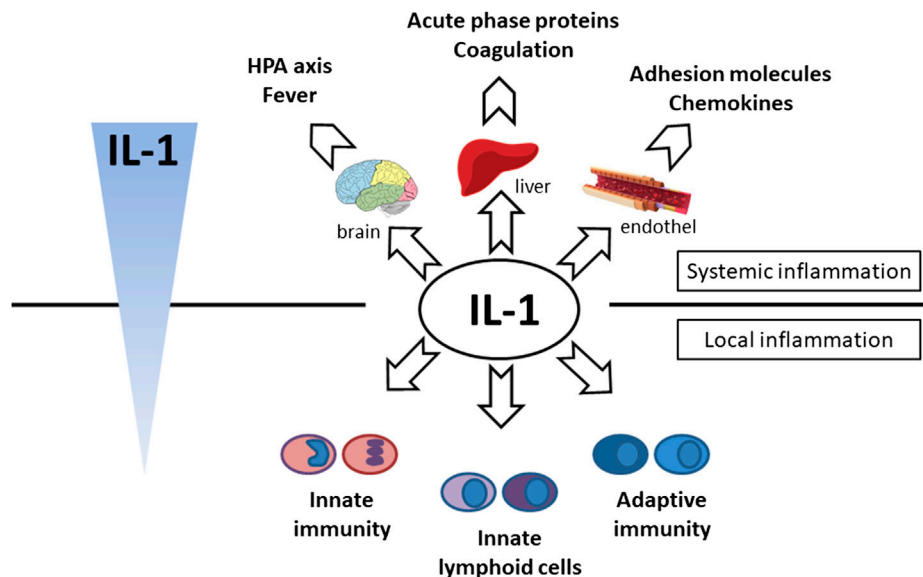 Acute phase proteins
Coagulation
HPA axis
Fever
Adhesion molecules
Chemokines
IL-1
liver
brain
endothel
Systemic inflammation
IL-1
Local inflammation
Innate
immunity
Innate
lymphoid cells
Adaptive
immunity